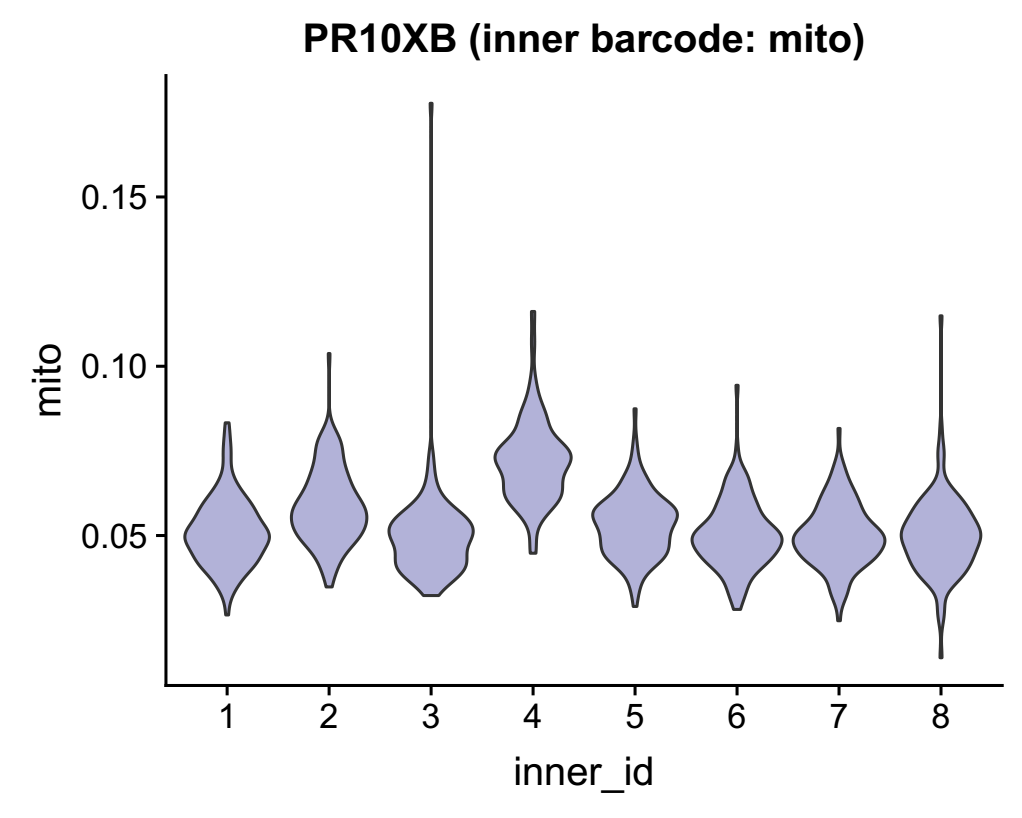 PR10XB (inner barcode: mito)
mito
0.15
0.10
0.05
1 2 3 4 5 6 7 8
inner_id